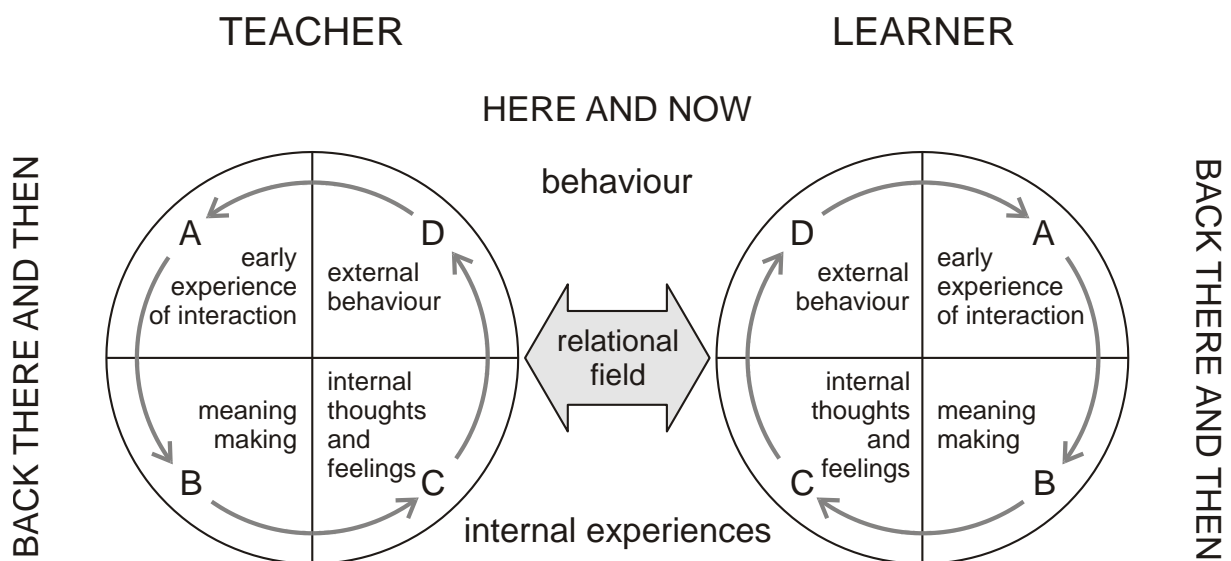 TEACHER
LEARNER
HERE AND NOW
behaviour
BACK THERE AND THEN
A
early
experience
of interaction
D
external
behaviour
meaning
making
B
internal
thoughts
and
feelings
C
relational
field
D
external
behaviour
A
early
experience
of interaction
internal
thoughts
and
feelings
C
meaning
making
B
internal experiences
BACK THERE AND THEN